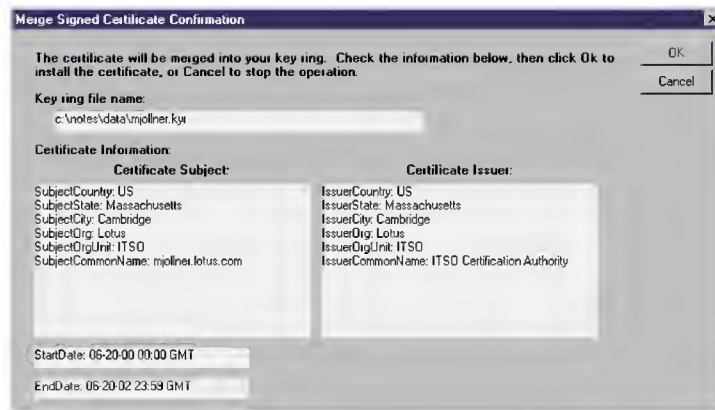 Merge Signed Certificate Confirmation
The certificate will be merged into your key ring. Check the information below, then click Ok to
install the certificate, or Cancel to stop the operation.
OK
Cancel
Key ring file name:
c:\notes\data\mjollner.kyr
Certificate Information:
Certificate Subject:
SubjectCountry: US
SubjectState: Massachusetts
SubjectCity: Cambridge
SubjectOrg: Lotus
SubjectOrgUnit: ITSO
SubjectCommonName: mjollner.lotus.com
Certificate Issuer:
IssuerCountry: US
IssuerState: Massachusetts
IssuerCity: Cambridge
IssuerOrg: Lotus
IssuerOrgUnit: ITSO
IssuerCommonName: ITSO Certification Authority
StartDate: 06-20-00 00:00 GMT
EndDate: 06-20-02 23:59 GMT